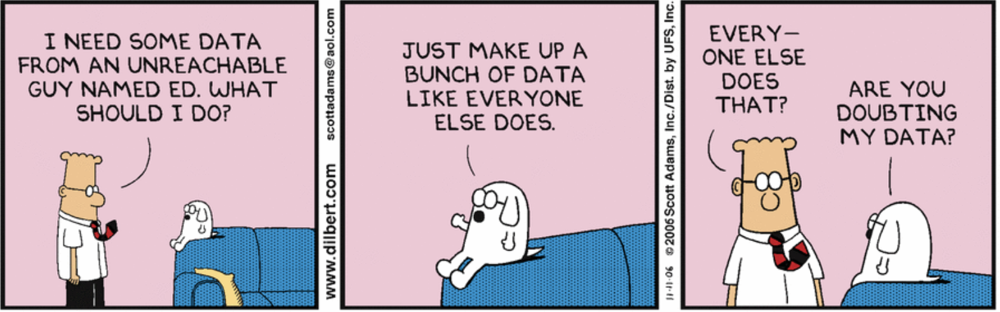 I NEED SOME DATA
FROM AN UNREACHABLE
GUY NAMED ED. WHAT
SHOULD I DO?
www.dilbert.com scottadams@aol.com
JUST MAKE UP A
BUNCH OF DATA
LIKE EVERYONE
ELSE DOES.
11-11-06 ©2006 Scott Adams, Inc./Dist. by UFS, Inc.
EVERY–
ONE ELSE
DOES
THAT?
ARE YOU
DOUBTING
MY DATA?